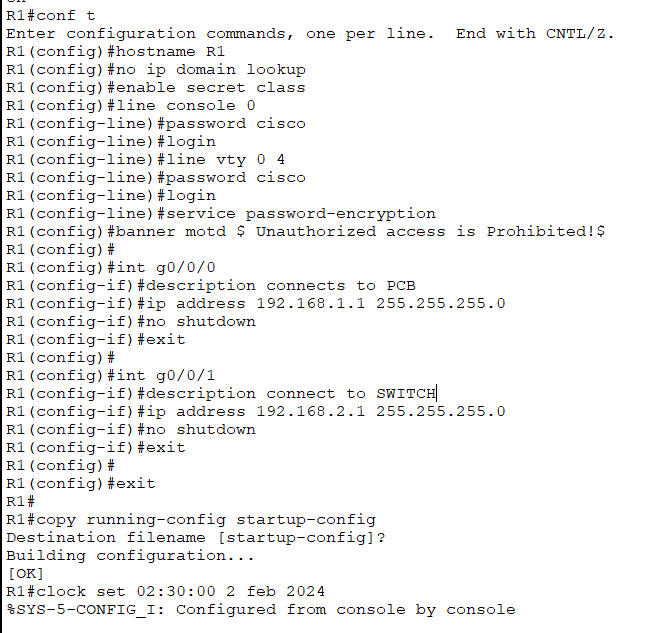 R1#conf t
Enter configuration commands, one per line.  End with CNTL/Z.
R1(config)#hostname R1
R1(config)#no ip domain lookup
R1(config)#enable secret class
R1(config)#line console 0
R1(config-line)#password cisco
R1(config-line)#login
R1(config-line)#line vty 0 4
R1(config-line)#password cisco
R1(config-line)#login
R1(config-line)#service password-encryption
R1(config)#banner motd $ Unauthorized access is Prohibited!$
R1(config)#
R1(config)#int g0/0/0
R1(config-if)#description connects to PCB
R1(config-if)#ip address 192.168.1.1 255.255.255.0
R1(config-if)#no shutdown
R1(config-if)#exit
R1(config)#
R1(config)#int g0/0/1
R1(config-if)#description connect to SWITCH
R1(config-if)#ip address 192.168.2.1 255.255.255.0
R1(config-if)#no shutdown
R1(config-if)#exit
R1(config)#
R1(config)#exit
R1#
R1#copy running-config startup-config
Destination filename [startup-config]?
Building configuration...
[OK]
R1#clock set 02:30:00 2 feb 2024
%SYS-5-CONFIG_I: Configured from console by console